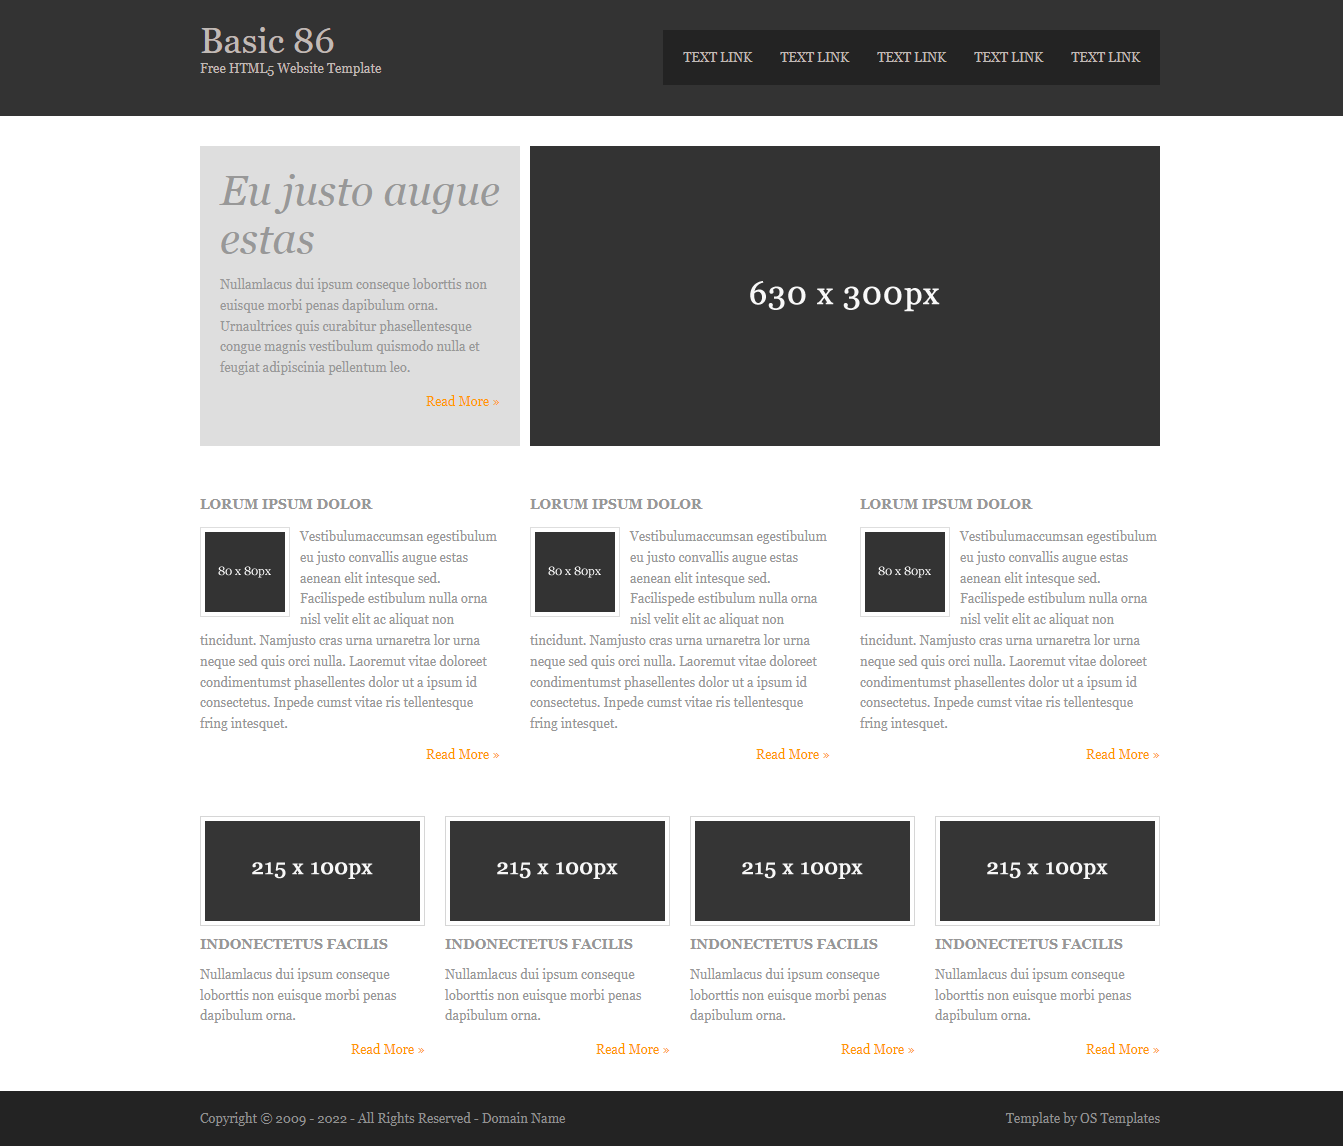 Basic 86
Free HTML5 Website Template
TEXT LINK TEXT LINK TEXT LINK TEXT LINK TEXT LINK
Eu justo augue
estas
Nullamlacus dui ipsum conseque loborttis non
euisque morbi penas dapibulum orna.
Urnaultrices quis curabitur phasellentesque
congue magnis vestibulum quismodo nulla et
feugiat adipiscinia pellentum leo.
Read More »
630 x 300px
LORUM IPSUM DOLOR
80 x 80px
Vestibulumaccumsan egestibulum
eu justo convallis augue estas
aenean elit intesque sed.
Facilispede estibulum nulla orna
nisl velit elit ac aliquat non
tincidunt. Namjusto cras urna urnaretra lor urna
neque sed quis orci nulla. Laoremut vitae doloreet
condimentumst phasellentes dolor ut a ipsum id
consectetus. Inpede cumst vitae ris tellentesque
fring intesquet.
Read More »
LORUM IPSUM DOLOR
80 x 80px
Vestibulumaccumsan egestibulum
eu justo convallis augue estas
aenean elit intesque sed.
Facilispede estibulum nulla orna
nisl velit elit ac aliquat non
tincidunt. Namjusto cras urna urnaretra lor urna
neque sed quis orci nulla. Laoremut vitae doloreet
condimentumst phasellentes dolor ut a ipsum id
consectetus. Inpede cumst vitae ris tellentesque
fring intesquet.
Read More »
LORUM IPSUM DOLOR
80 x 80px
Vestibulumaccumsan egestibulum
eu justo convallis augue estas
aenean elit intesque sed.
Facilispede estibulum nulla orna
nisl velit elit ac aliquat non
tincidunt. Namjusto cras urna urnaretra lor urna
neque sed quis orci nulla. Laoremut vitae doloreet
condimentumst phasellentes dolor ut a ipsum id
consectetus. Inpede cumst vitae ris tellentesque
fring intesquet.
Read More »
215 x 100px
INDONECTETUS FACILIS
Nullamlacus dui ipsum conseque
loborttis non euisque morbi penas
dapibulum orna.
Read More »
215 x 100px
INDONECTETUS FACILIS
Nullamlacus dui ipsum conseque
loborttis non euisque morbi penas
dapibulum orna.
Read More »
215 x 100px
INDONECTETUS FACILIS
Nullamlacus dui ipsum conseque
loborttis non euisque morbi penas
dapibulum orna.
Read More »
215 x 100px
INDONECTETUS FACILIS
Nullamlacus dui ipsum conseque
loborttis non euisque morbi penas
dapibulum orna.
Read More »
Copyright © 2009 - 2022 - All Rights Reserved - Domain Name
Template by OS Templates